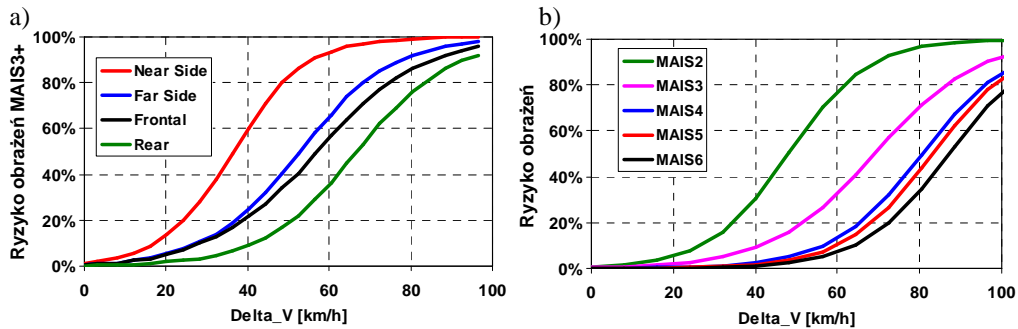 a)
Ryzyko obrażeń MAIS3+
100%
80%
60%
40%
20%
0%
Near Side
Far Side
Frontal
Rear
0 20 40 60 80 100
Delta_V [km/h]
b)
Ryzyko obrażeń
100%
80%
60%
40%
20%
0%
MAIS2
MAIS3
MAIS4
MAIS5
MAIS6
0 20 40 60 80 100
Delta_V [km/h]